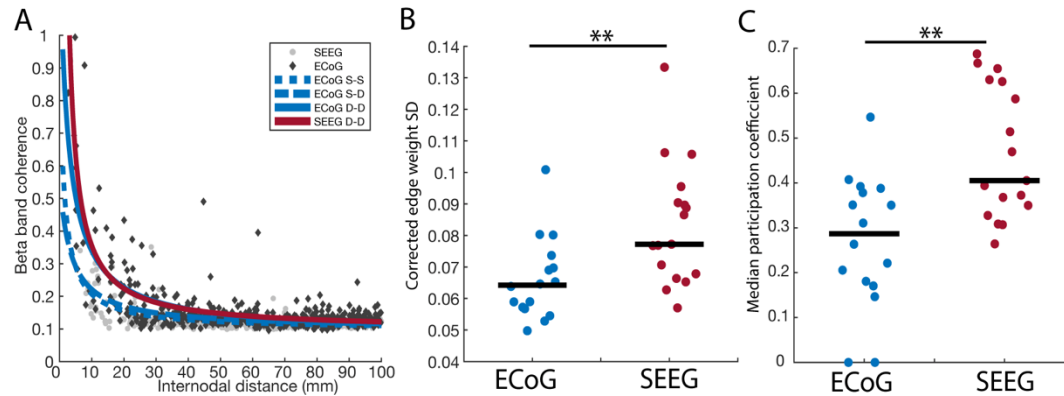 A
Beta band coherence
1
0.9
0.8
0.7
0.6
0.5
0.4
0.3
0.2
0.1
0 10 20 30 40 50 60 70 80 90 100
Internodal distance (mm)
SEEG
ECoG
ECoG S-S
ECoG S-D
ECoG D-D
SEEG D-D
B
**
Corrected edge weight SD
0.14
0.13
0.12
0.11
0.10
0.09
0.08
0.07
0.06
0.05
0.04
ECoG SEEG
C
**
Median participation coefficcient
0.7
0.6
0.5
0.4
0.3
0.2
0.1
0
ECoG SEEG